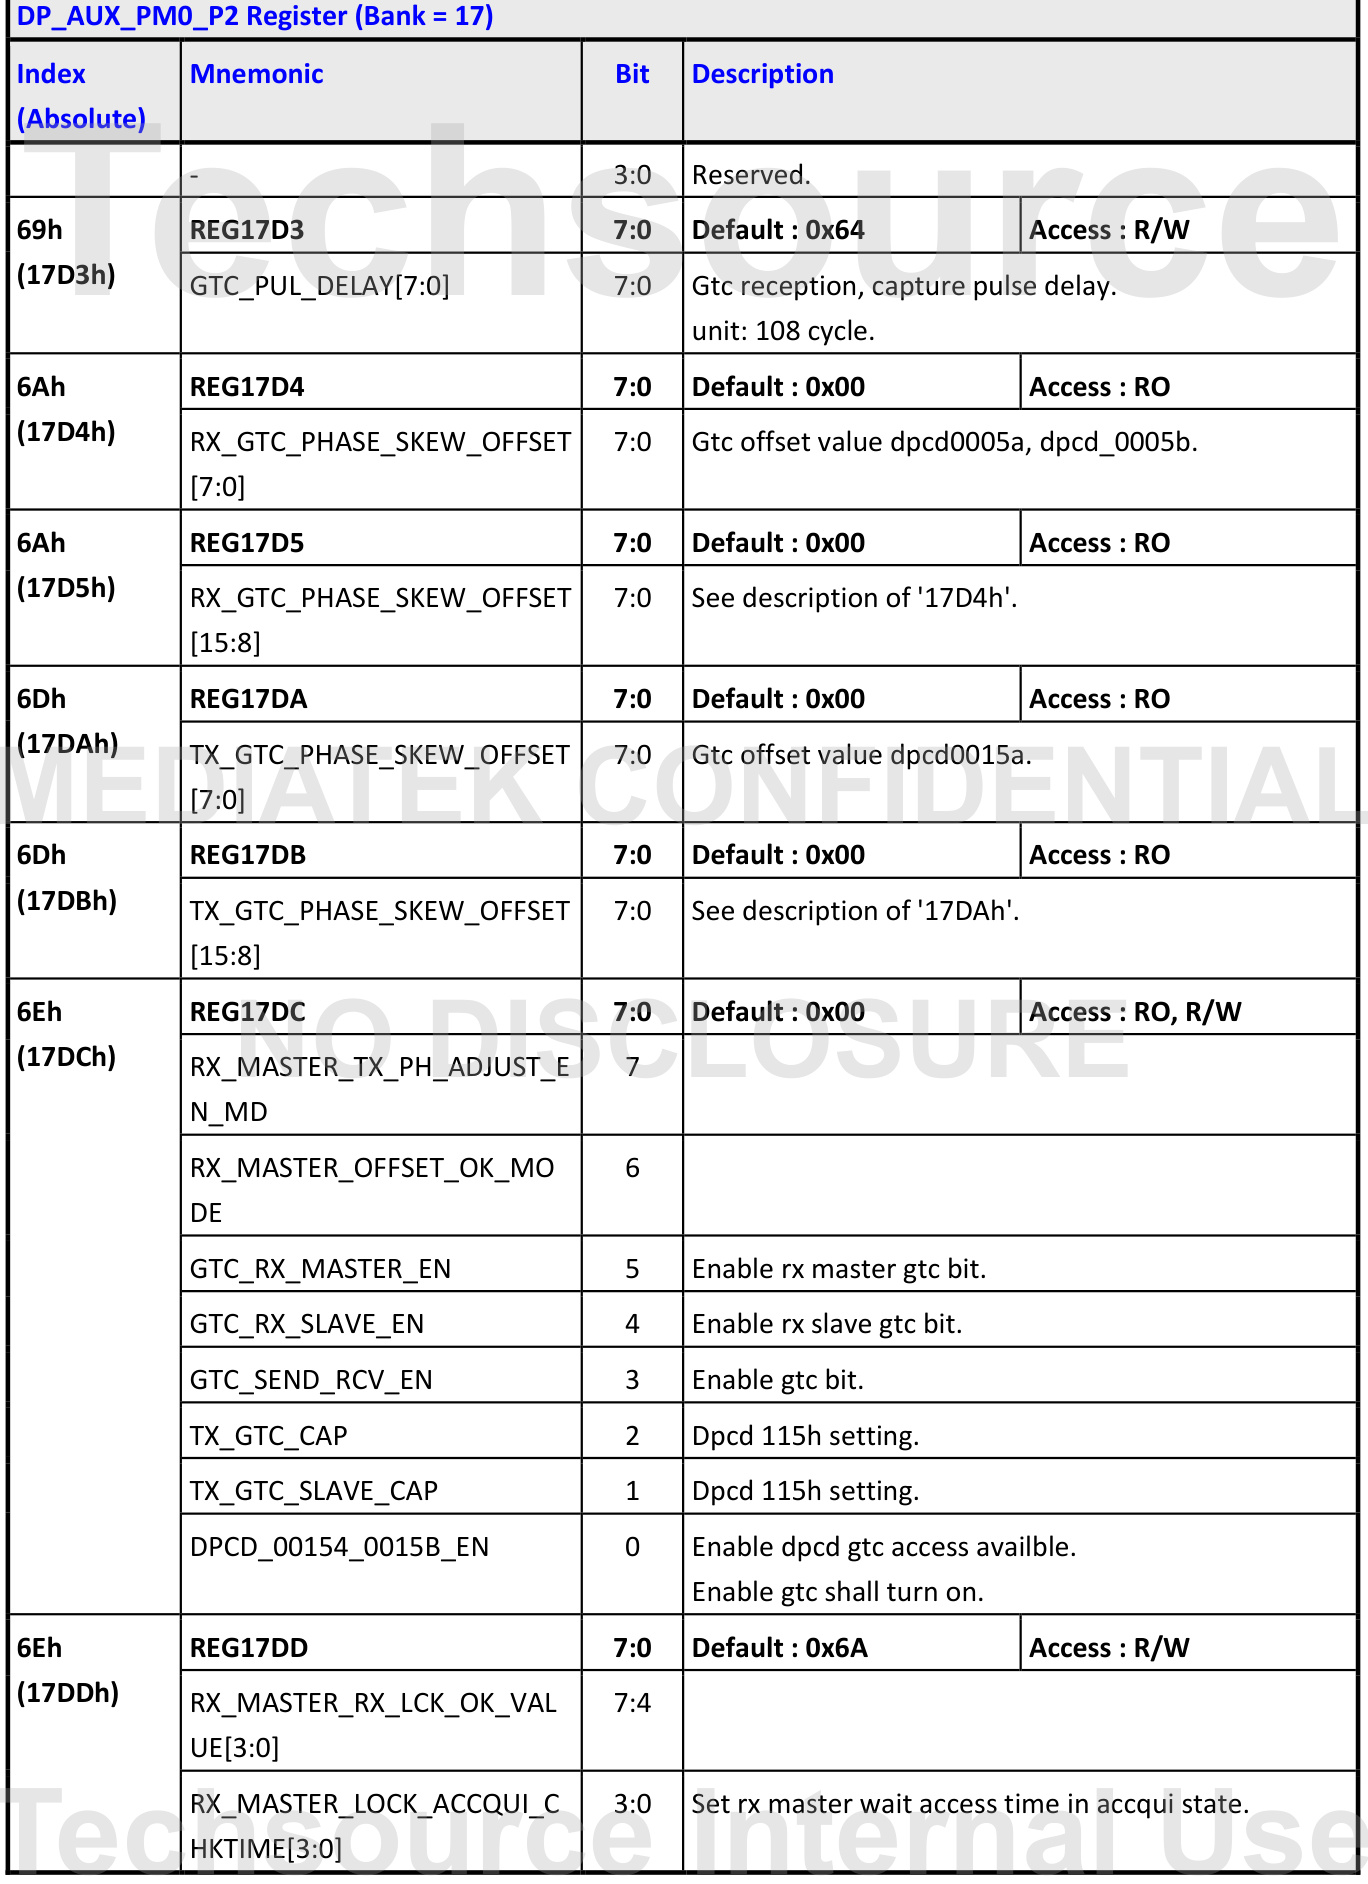 DP_AUX_PM0_P2 Register (Bank = 17)
Index
(Absolute)
Mnemonic
Bit
Description
-
3:0
Reserved.
69h
(17D3h)
REG17D3
7:0
Default : 0x64
Access : R/W
GTC_PUL_DELAY[7:0]
7:0
Gtc reception, capture pulse delay.
unit: 108 cycle.
6Ah
(17D4h)
REG17D4
7:0
Default : 0x00
Access : RO
RX_GTC_PHASE_SKEW_OFFSET
[7:0]
7:0
Gtc offset value dpcd0005a, dpcd_0005b.
6Ah
(17D5h)
REG17D5
7:0
Default : 0x00
Access : RO
RX_GTC_PHASE_SKEW_OFFSET
[15:8]
7:0
See description of '17D4h'.
6Dh
(17DAh)
REG17DA
7:0
Default : 0x00
Access : RO
TX_GTC_PHASE_SKEW_OFFSET
[7:0]
7:0
Gtc offset value dpcd0015a.
6Dh
(17DBh)
REG17DB
7:0
Default : 0x00
Access : RO
TX_GTC_PHASE_SKEW_OFFSET
[15:8]
7:0
See description of '17DAh'.
6Eh
(17DCh)
REG17DC
7:0
Default : 0x00
Access : RO, R/W
RX_MASTER_TX_PH_ADJUST_E
N_MD
7
RX_MASTER_OFFSET_OK_MO
DE
6
GTC_RX_MASTER_EN
5
Enable rx master gtc bit.
GTC_RX_SLAVE_EN
4
Enable rx slave gtc bit.
GTC_SEND_RCV_EN
3
Enable gtc bit.
TX_GTC_CAP
2
Dpcd 115h setting.
TX_GTC_SLAVE_CAP
1
Dpcd 115h setting.
DPCD_00154_0015B_EN
0
Enable dpcd gtc access availble.
Enable gtc shall turn on.
6Eh
(17DDh)
REG17DD
7:0
Default : 0x6A
Access : R/W
RX_MASTER_RX_LCK_OK_VAL
UE[3:0]
7:4
RX_MASTER_LOCK_ACCQUI_C
HKTIME[3:0]
3:0
Set rx master wait access time in accqui state.
Techsource
MEDIATEK CONFIDENTIAL
NO DISCLOSURE
Techsource Internal Use